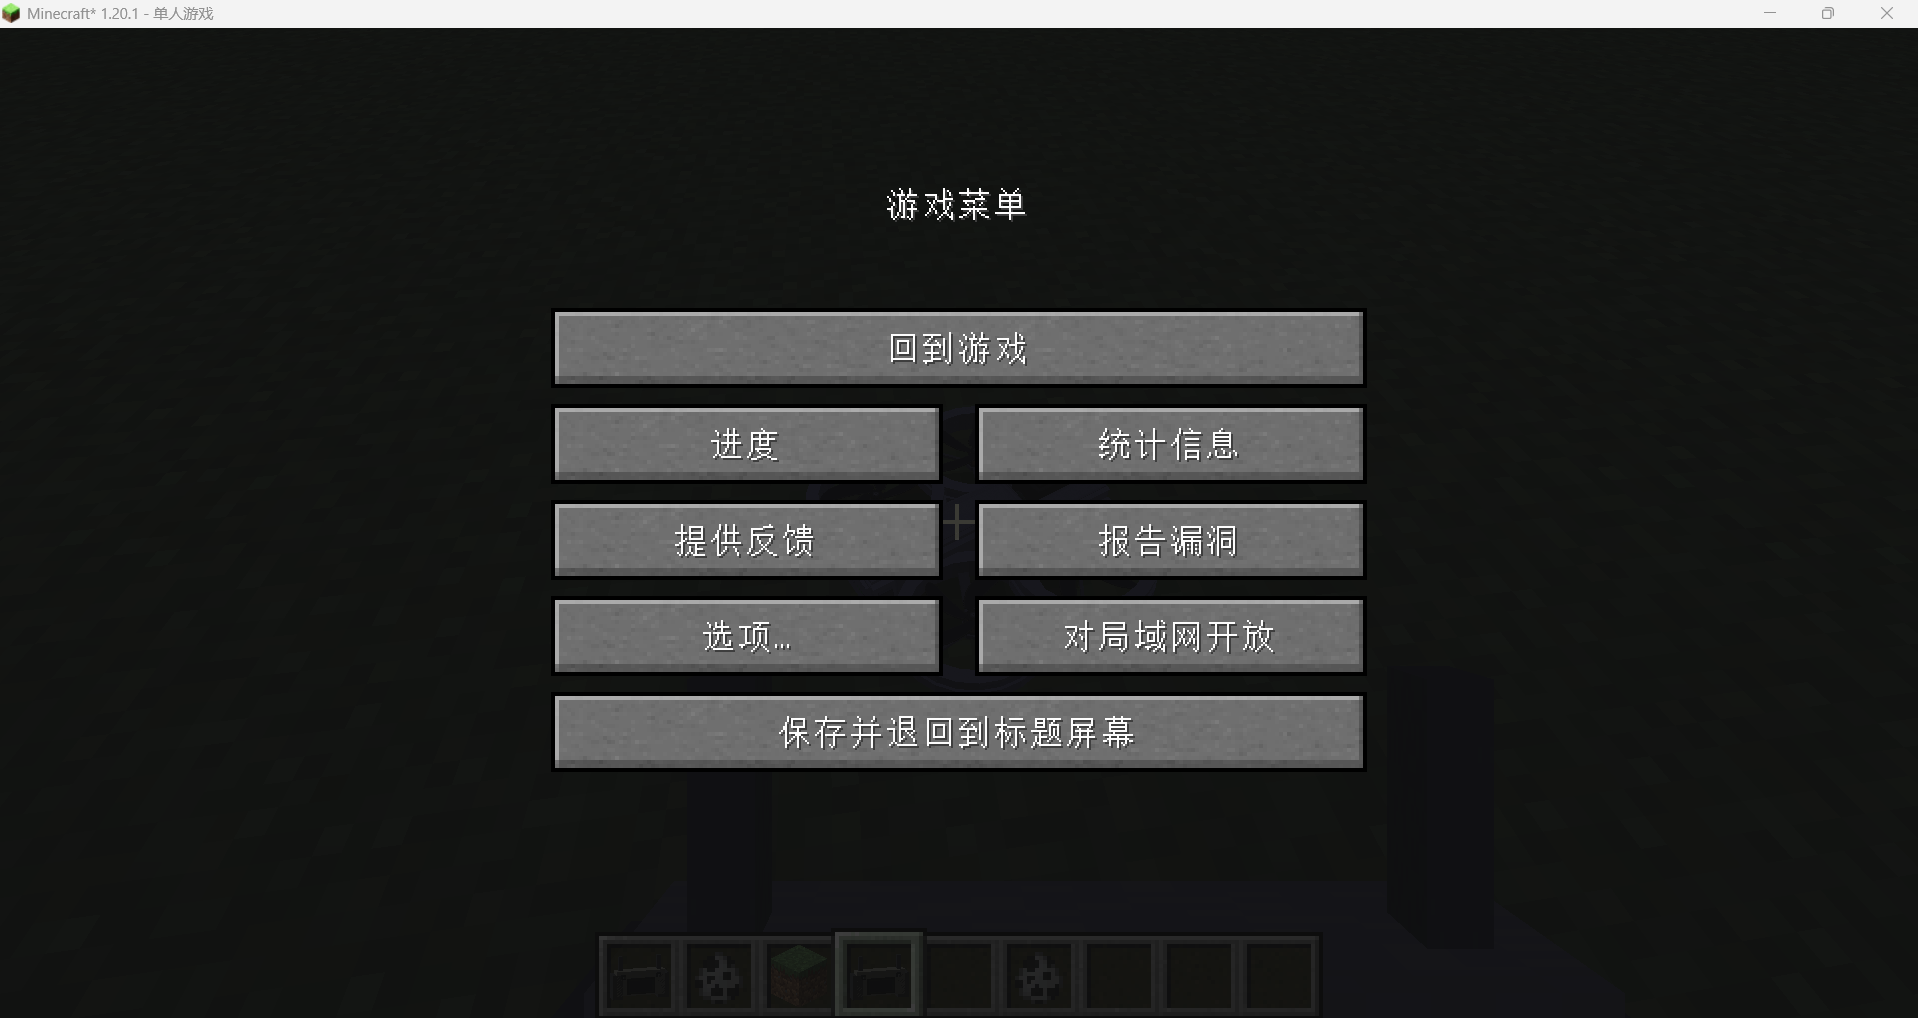 Minecraft* 1.20.1 - 单人游戏
游戏菜单
回到游戏
进度
统计信息
提供反馈
报告漏洞
选项...
对局域网开放
保存并退回到标题屏幕